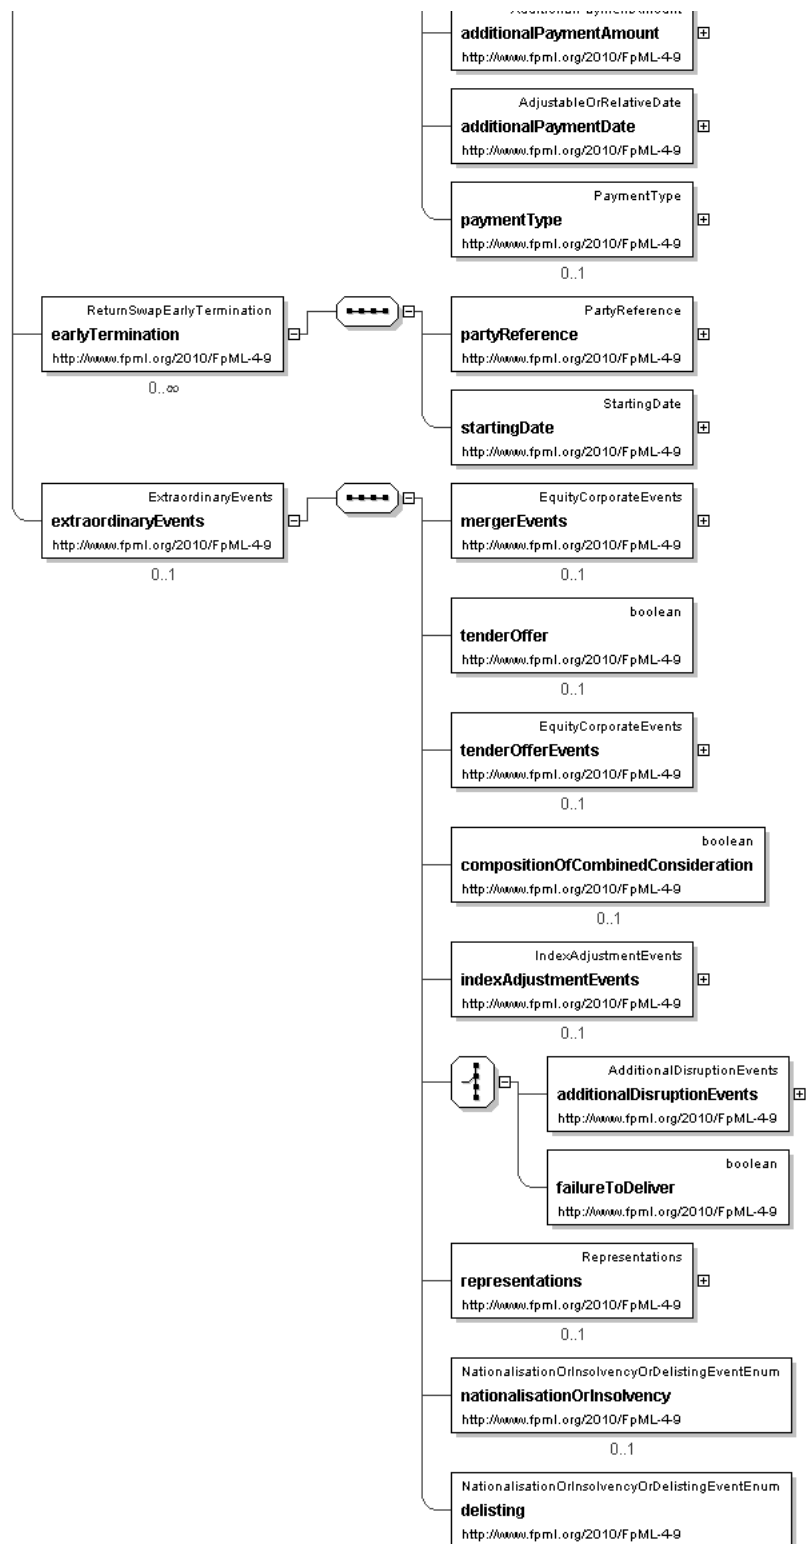 AdditionalPaymentAmount
additionalPaymentAmount
http://www.fpml.org/2010/FpML-4-9
AdjustableOrRelativeDate
additionalPaymentDate
http://www.fpml.org/2010/FpML-4-9
PaymentType
paymentType
http://www.fpml.org/2010/FpML-4-9
0..1
ReturnSwapEarlyTermination
earlyTermination
http://www.fpml.org/2010/FpML-4-9
0..∞
PartyReference
partyReference
http://www.fpml.org/2010/FpML-4-9
StartingDate
startingDate
http://www.fpml.org/2010/FpML-4-9
ExtraordinaryEvents
extraordinaryEvents
http://www.fpml.org/2010/FpML-4-9
0..1
EquityCorporateEvents
mergerEvents
http://www.fpml.org/2010/FpML-4-9
0..1
boolean
tenderOffer
http://www.fpml.org/2010/FpML-4-9
0..1
EquityCorporateEvents
tenderOfferEvents
http://www.fpml.org/2010/FpML-4-9
0..1
boolean
compositionOfCombinedConsideration
http://www.fpml.org/2010/FpML-4-9
0..1
IndexAdjustmentEvents
indexAdjustmentEvents
http://www.fpml.org/2010/FpML-4-9
0..1
AdditionalDisruptionEvents
additionalDisruptionEvents
http://www.fpml.org/2010/FpML-4-9
boolean
failureToDeliver
http://www.fpml.org/2010/FpML-4-9
Representations
representations
http://www.fpml.org/2010/FpML-4-9
0..1
NationalisationOrInsolvencyOrDelistingEventEnum
nationalisationOrInsolvency
http://www.fpml.org/2010/FpML-4-9
0..1
NationalisationOrInsolvencyOrDelistingEventEnum
delisting
http://www.fpml.org/2010/FpML-4-9